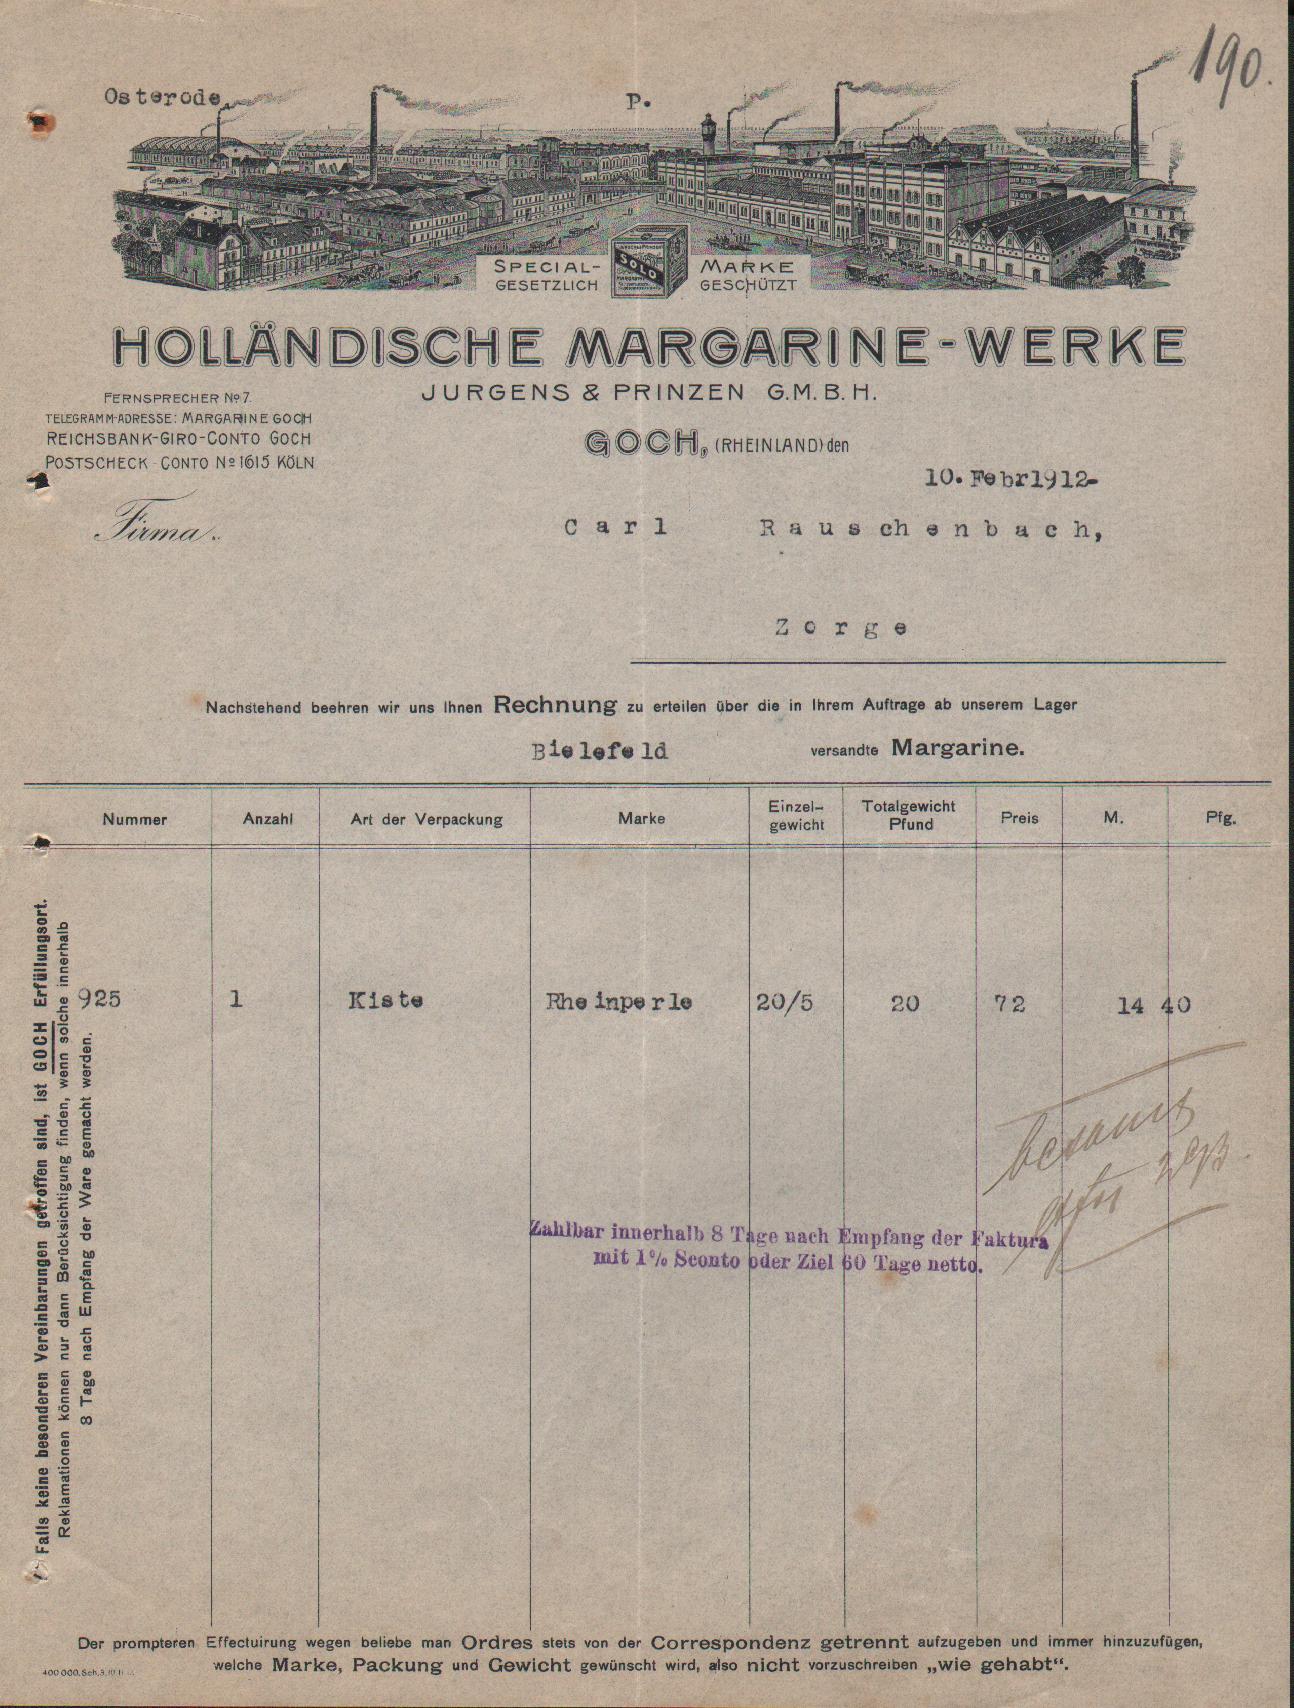 190.
Osterode,
P.
SOLO
SPECIAL- MARKE
GESETZLICH GESCHÜTZT
HOLLÄNDISCHE MARGARINE-WERKE
JURGENS & PRINZEN G.M.B.H.
FERNSPRECHER No 7.
TELEGRAMM-ADRESSE: MARGARINE GOCH
REICHSBANK-GIRO-CONTO GOCH
POSTSCHECK-CONTO No 1615 KÖLN
GOCH, (RHEINLAND) den
10. Febr 1912-
Firma
Carl Rauschenbach,
Zorge
Nachstehend beehren wir uns Ihnen Rechnung zu erteilen über die in Ihrem Auftrage ab unserem Lager
Bielefeld versandte Margarine.
Nummer Anzahl Art der Verpackung Marke Einzel-gewicht Totalgewicht Pfund Preis M. Pfg.
925 1 Kiste Rheinperle 20/5 20 72 14 40
Zahlbar innerhalb 8 Tage nach Empfang der Faktura
mit 1% Sconto oder Ziel 60 Tage netto.
Falls keine besonderen Vereinbarungen getroffen sind, ist GOCH Erfüllungsort.
Reklamationen können nur dann Berücksichtigung finden, wenn solche innerhalb
8 Tage nach Empfang der Ware gemacht werden.
Der prompteren Effectuirung wegen beliebe man Ordres stets von der Correspondenz getrennt aufzugeben und immer hinzuzufügen,
welche Marke, Packung und Gewicht gewünscht wird, also nicht vorzuschreiben „wie gehabt“.
400 000. Sch. 3.